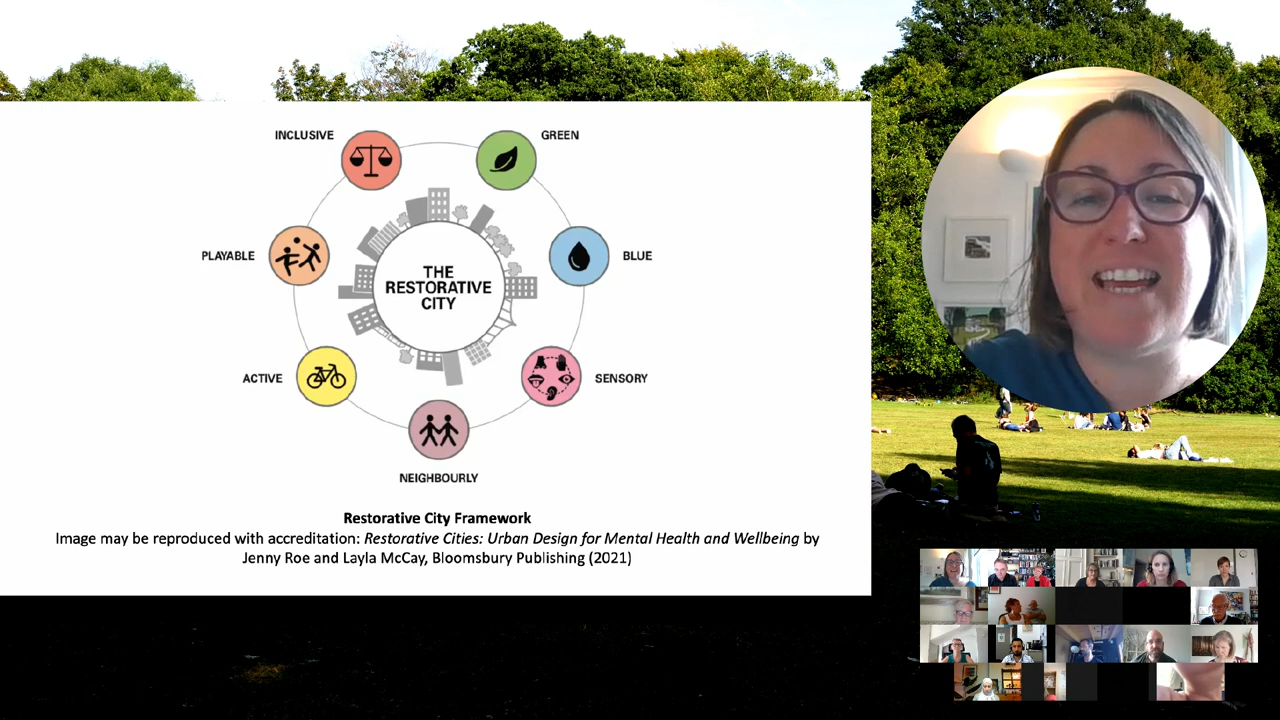 INCLUSIVE
GREEN
PLAYABLE
BLUE
THE
RESTORATIVE
CITY
ACTIVE
SENSORY
NEIGHBOURLY
Restorative City Framework
Image may be reproduced with accreditation: Restorative Cities: Urban Design for Mental Health and Wellbeing by
Jenny Roe and Layla McCay, Bloomsbury Publishing (2021)